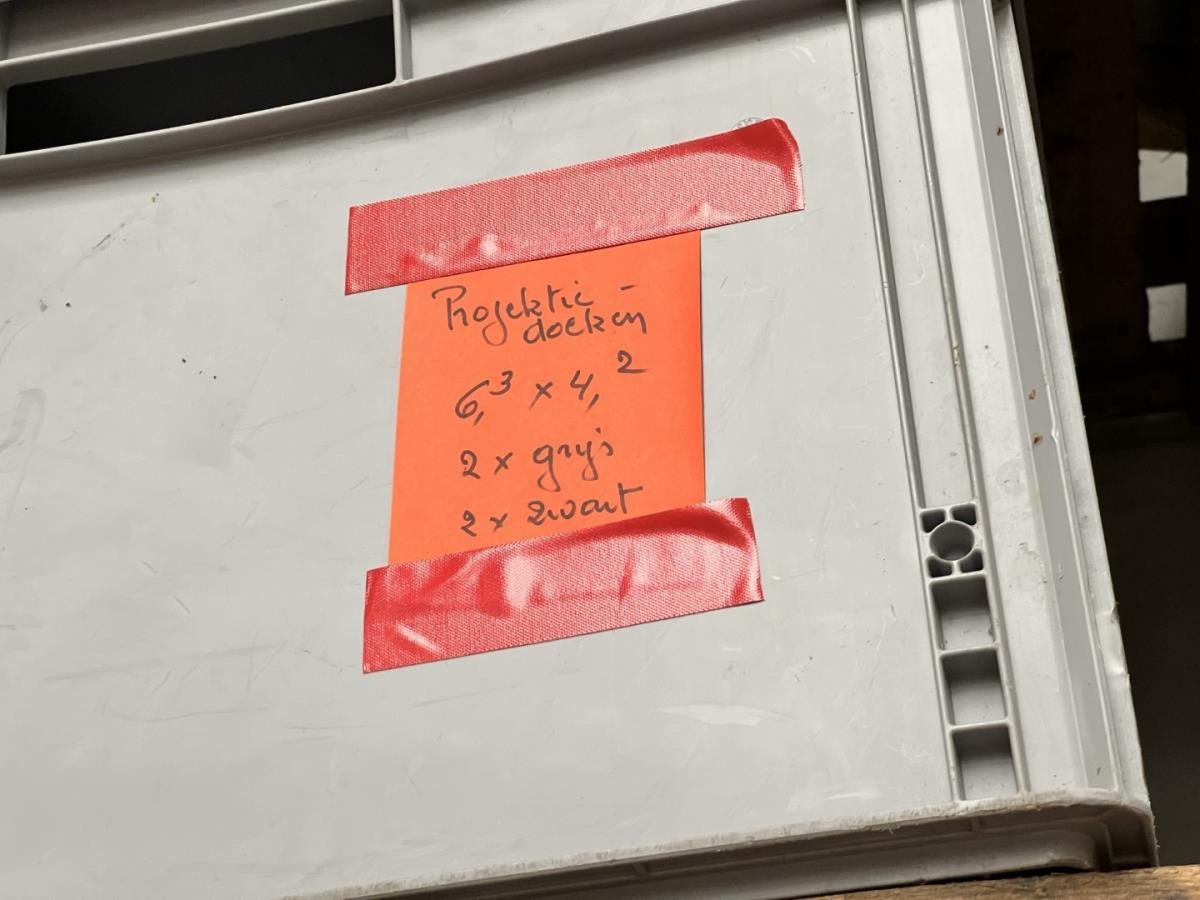 Projektie -
doeken
6,³ x 4,²
2 x grijs
2 x zwart